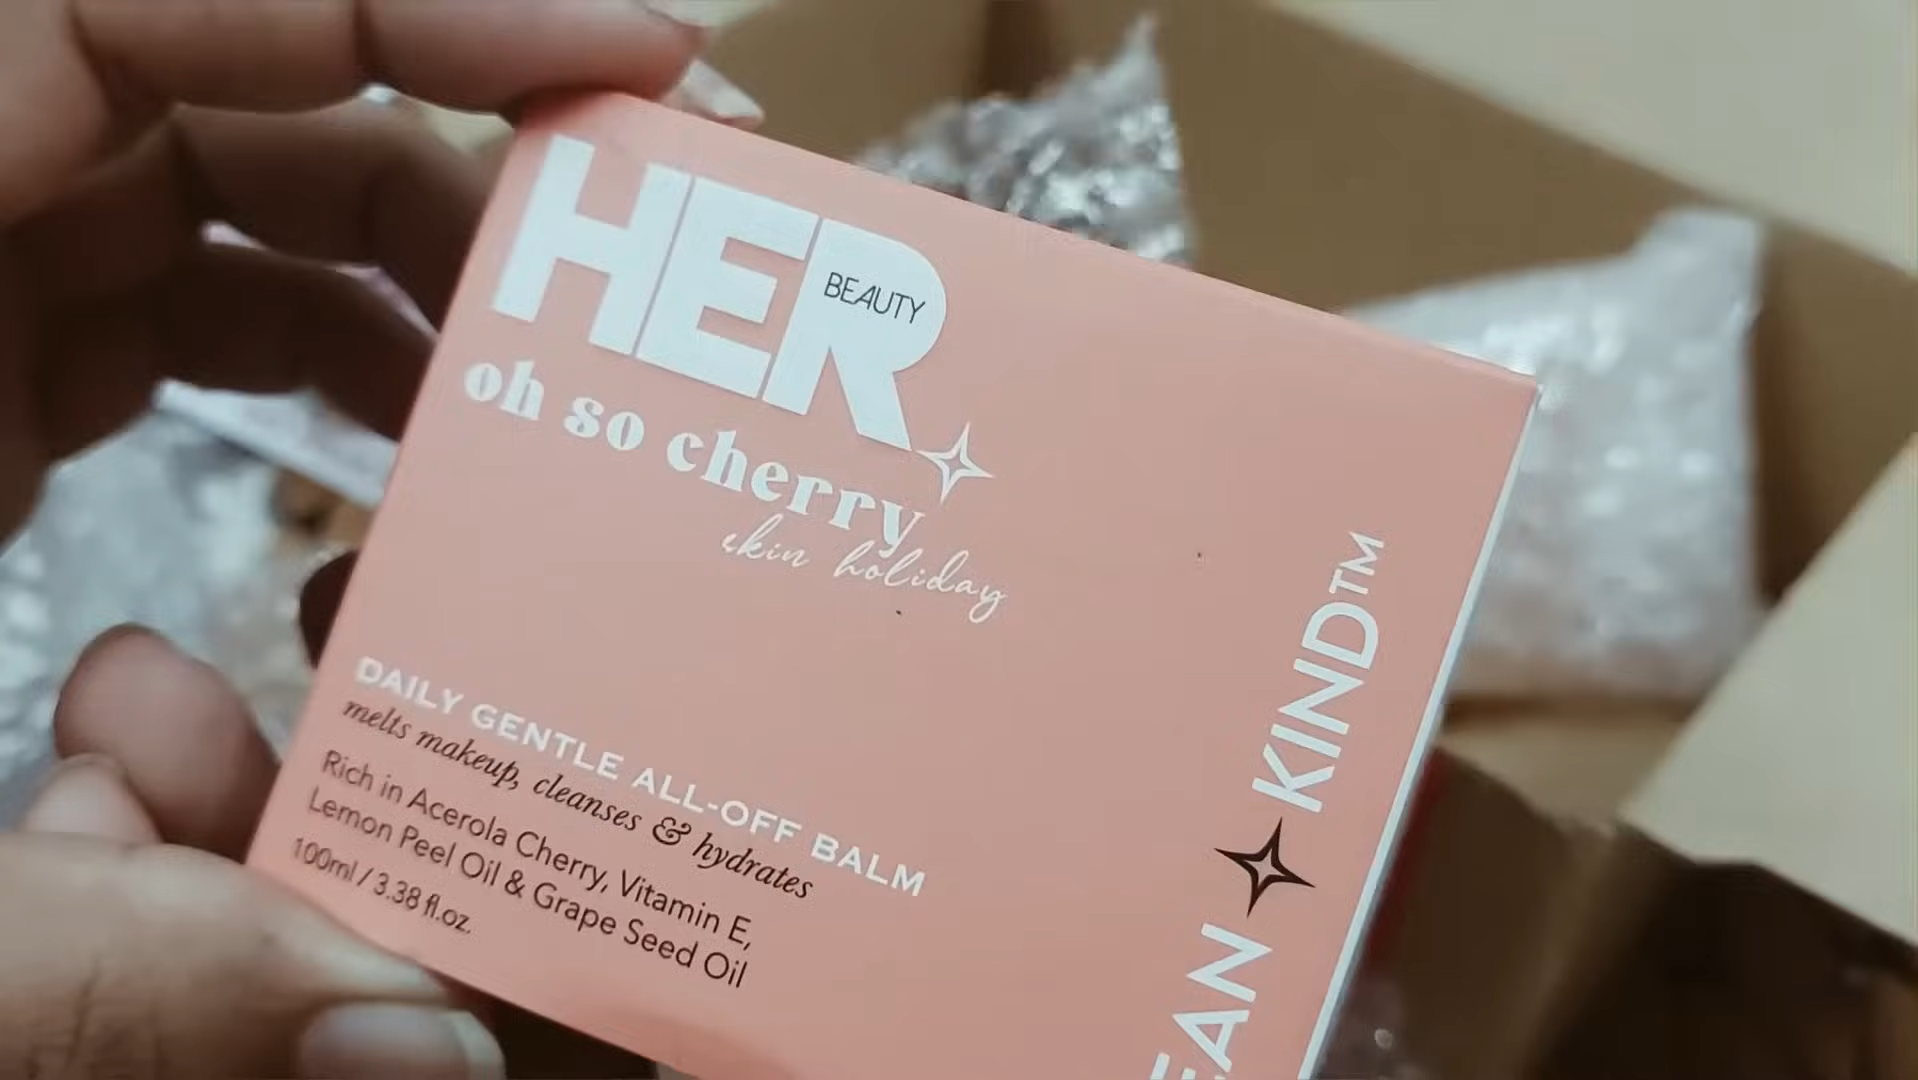 HER
BEAUTY
oh so cherry
skin holiday
DAILY GENTLE ALL-OFF BALM
melts makeup, cleanses & hydrates
Rich in Acerola Cherry, Vitamin E,
Lemon Peel Oil & Grape Seed Oil
100ml / 3.38 fl.oz.
KIND™